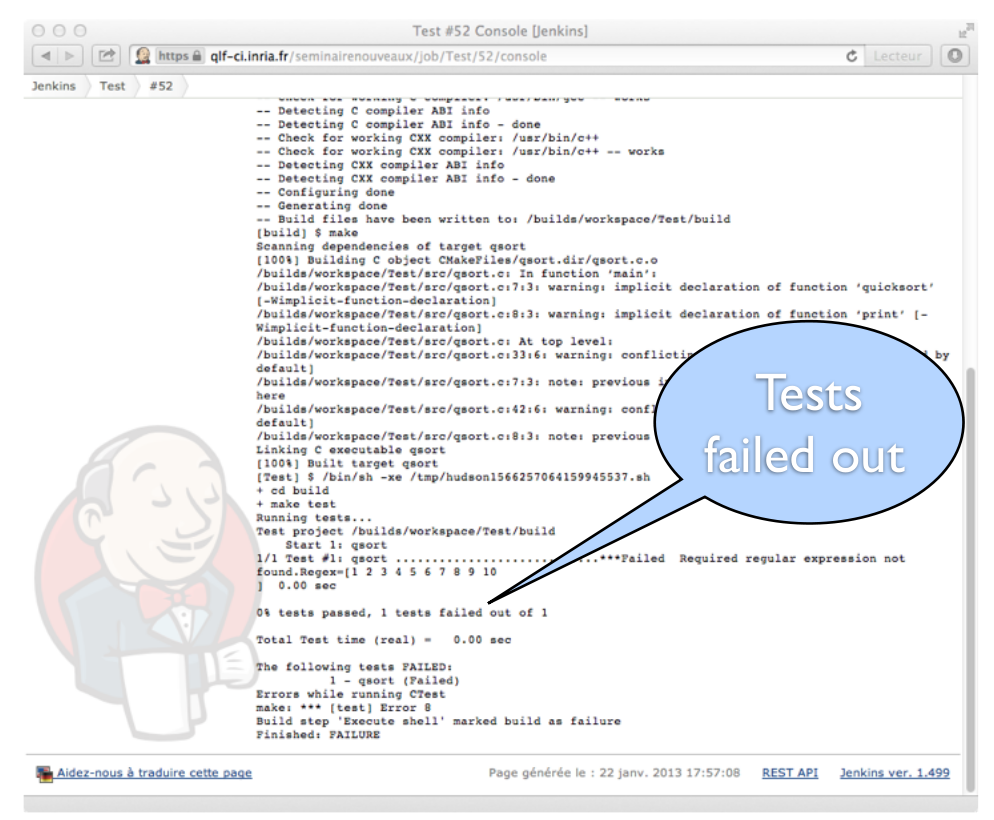 Test #52 Console [Jenkins]
https qlf-ci.inria.fr/seminairenouveaux/job/Test/52/console
Lecteur
Jenkins Test #52
-- Check for working C compiler: /usr/bin/gcc -- works
-- Detecting C compiler ABI info
-- Detecting C compiler ABI info - done
-- Check for working CXX compiler: /usr/bin/c++
-- Check for working CXX compiler: /usr/bin/c++ -- works
-- Detecting CXX compiler ABI info
-- Detecting CXX compiler ABI info - done
-- Configuring done
-- Generating done
-- Build files have been written to: /builds/workspace/Test/build
[build] $ make
Scanning dependencies of target qsort
[100%] Building C object CMakeFiles/qsort.dir/qsort.c.o
/builds/workspace/Test/src/qsort.c: In function 'main':
/builds/workspace/Test/src/qsort.c:7:3: warning: implicit declaration of function 'quicksort'
[-Wimplicit-function-declaration]
/builds/workspace/Test/src/qsort.c:8:3: warning: implicit declaration of function 'print' [-
Wimplicit-function-declaration]
/builds/workspace/Test/src/qsort.c: At top level:
/builds/workspace/Test/src/qsort.c:33:6: warning: by
default]
/builds/workspace/Test/src/qsort.c:7:3: note: previous
here
/builds/workspace/Test/src/qsort.c:42:6: warning:
default]
/builds/workspace/Test/src/qsort.c:8:3: note: previous
Linking C executable qsort
[100%] Built target qsort
[Test] $ /bin/sh -xe /tmp/hudson1566257064159945537.sh
+ cd build
+ make test
Running tests...
Test project /builds/workspace/Test/build
Start 1: qsort
1/1 Test #1: qsort ............................***Failed Required regular expression not
found.Regex=[1 2 3 4 5 6 7 8 9 10
] 0.00 sec
0% tests passed, 1 tests failed out of 1
Total Test time (real) = 0.00 sec
The following tests FAILED:
1 - qsort (Failed)
Errors while running CTest
make: *** [test] Error 8
Build step 'Execute shell' marked build as failure
Finished: FAILURE
Tests
failed out
Aidez-nous à traduire cette page
Page générée le : 22 janv. 2013 17:57:08 REST API Jenkins ver. 1.499